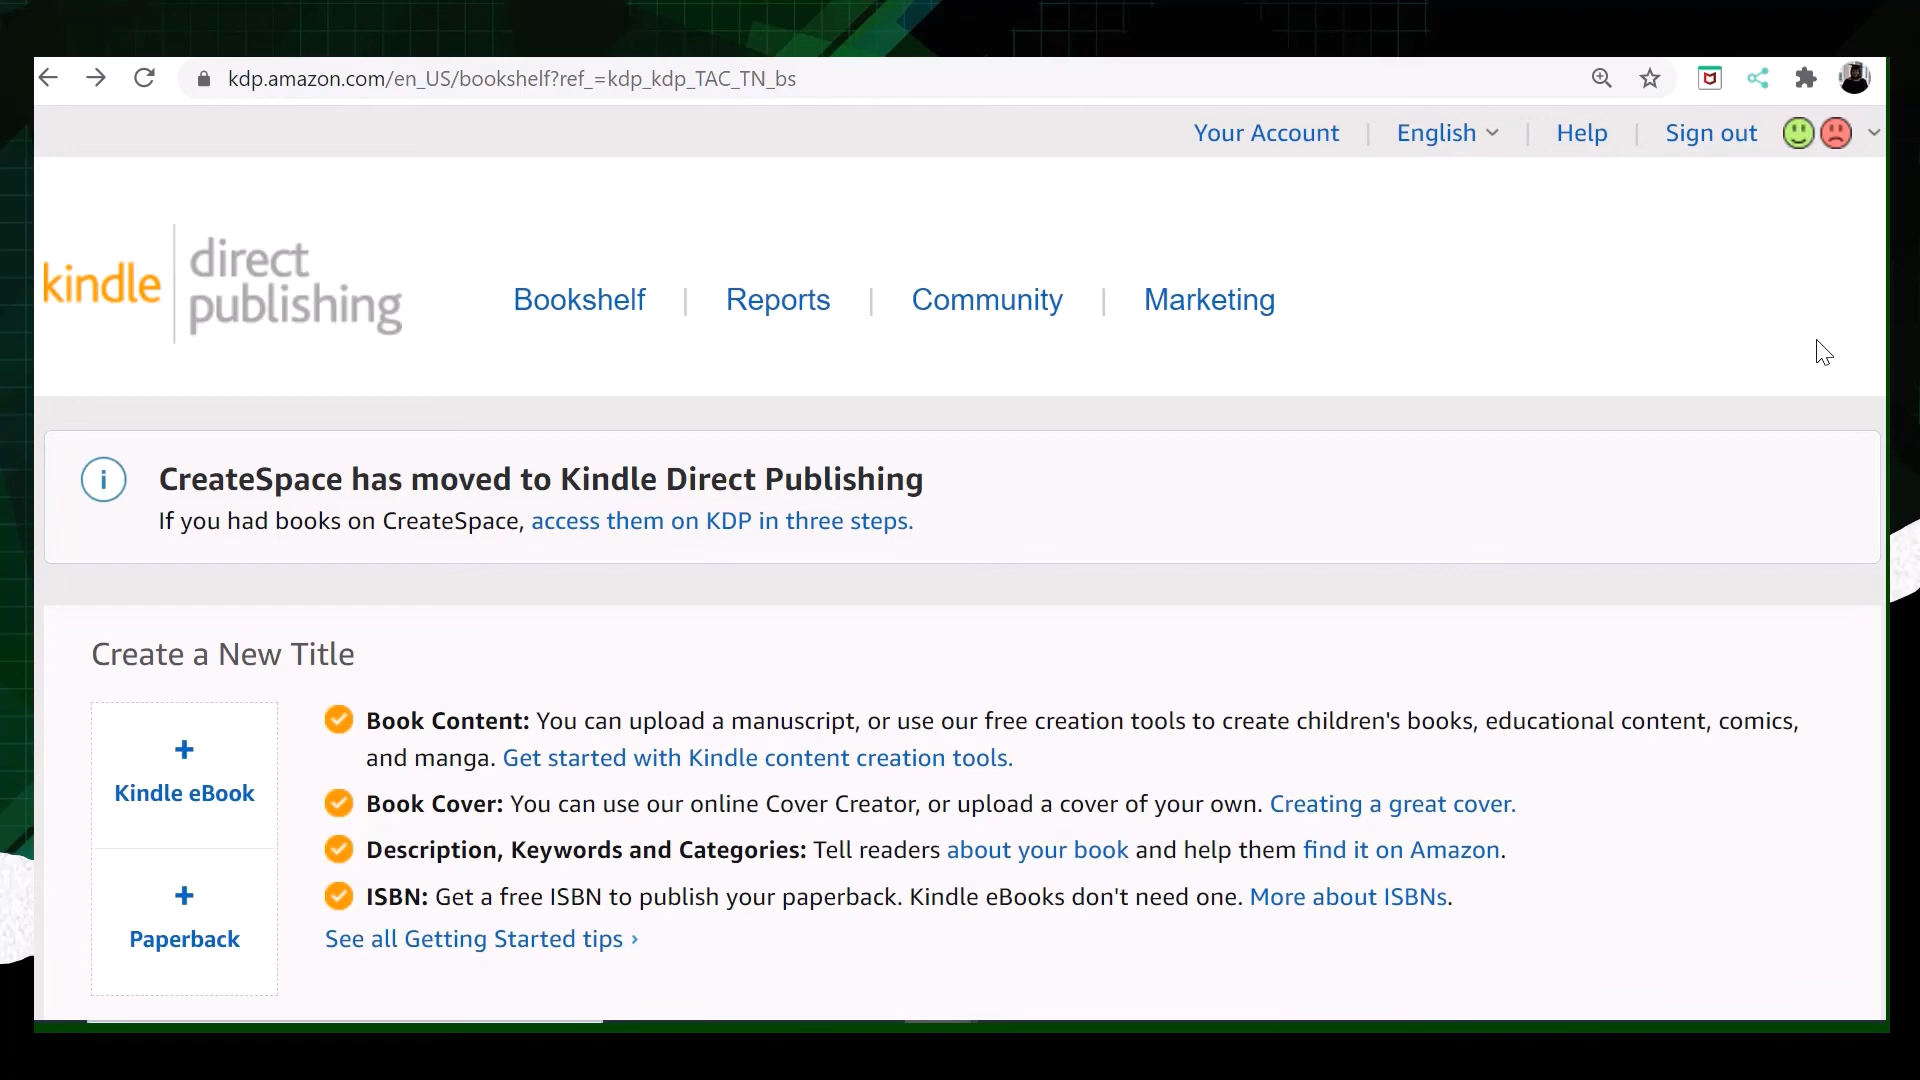 kdp.amazon.com/en_US/bookshelf?ref_=kdp_kdp_TAC_TN_bs
Your Account | English | Help | Sign out
kindle direct publishing
Bookshelf | Reports | Community | Marketing
CreateSpace has moved to Kindle Direct Publishing
If you had books on CreateSpace, access them on KDP in three steps.
Create a New Title
+
Kindle eBook
+
Paperback
Book Content: You can upload a manuscript, or use our free creation tools to create children's books, educational content, comics,
and manga. Get started with Kindle content creation tools.
Book Cover: You can use our online Cover Creator, or upload a cover of your own. Creating a great cover.
Description, Keywords and Categories: Tell readers about your book and help them find it on Amazon.
ISBN: Get a free ISBN to publish your paperback. Kindle eBooks don't need one. More about ISBNs.
See all Getting Started tips ›